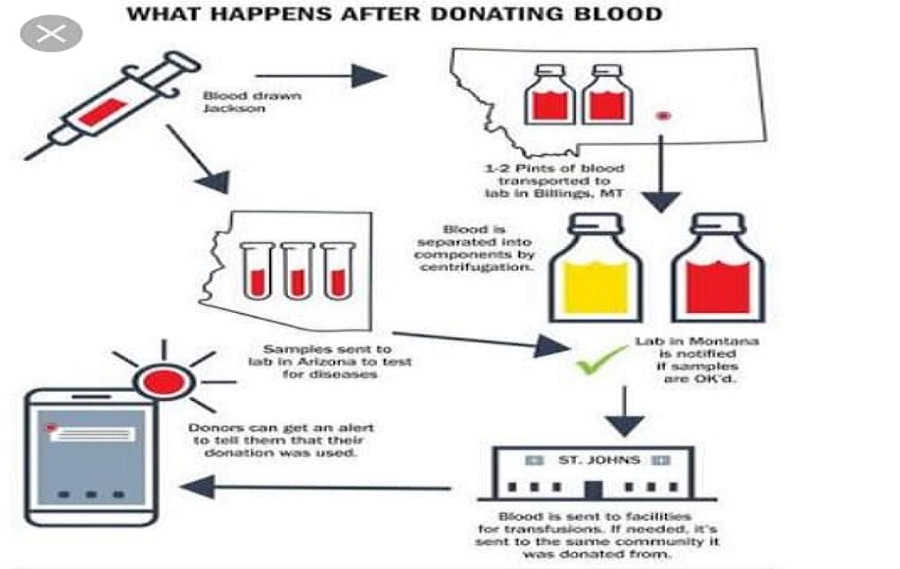 WHAT HAPPENS AFTER DONATING BLOOD
Blood drawn
Jackson
1-2 Pints of blood
transported to
lab in Billings, MT
Blood is
separated into
components by
centrifugation.
Samples sent to
lab in Arizona to test
for diseases
Lab in Montana
is notified
if samples
are OK'd.
ST. JOHNS
Blood is sent to facilities
for transfusions. If needed, it's
sent to the same community it
was donated from.
Donors can get an alert
to tell them that their
donation was used.